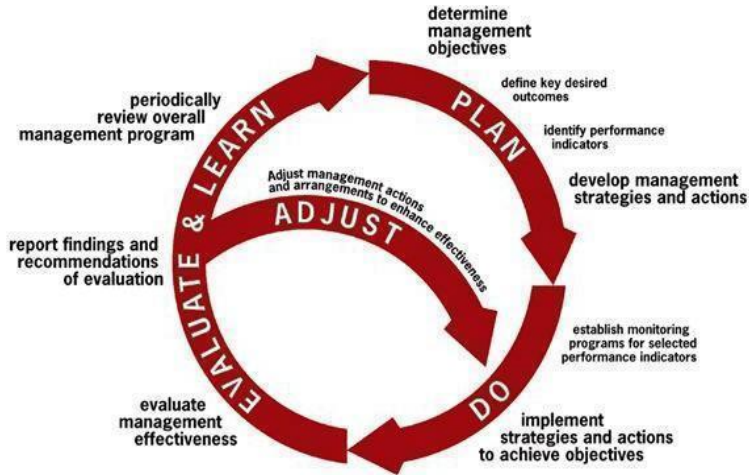 determine
management
objectives
define key desired
outcomes
PLAN
identify performance
indicators
develop management
strategies and actions
establish monitoring
programs for selected
performance indicators
DO
implement
strategies and actions
to achieve objectives
evaluate
management
effectiveness
EVALUATE & LEARN
report findings and
recommendations
of evaluation
periodically
review overall
management program
Adjust management actions
and arrangements to enhance effectiveness
ADJUST